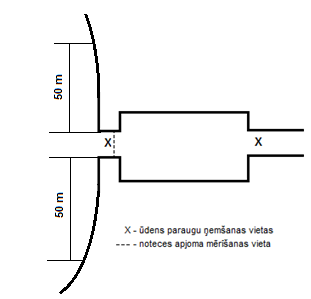 50 m
X
X
50 m
X - ūdens paraugu ņemšanas vietas
---- - noteces apjoma mērīšanas vieta